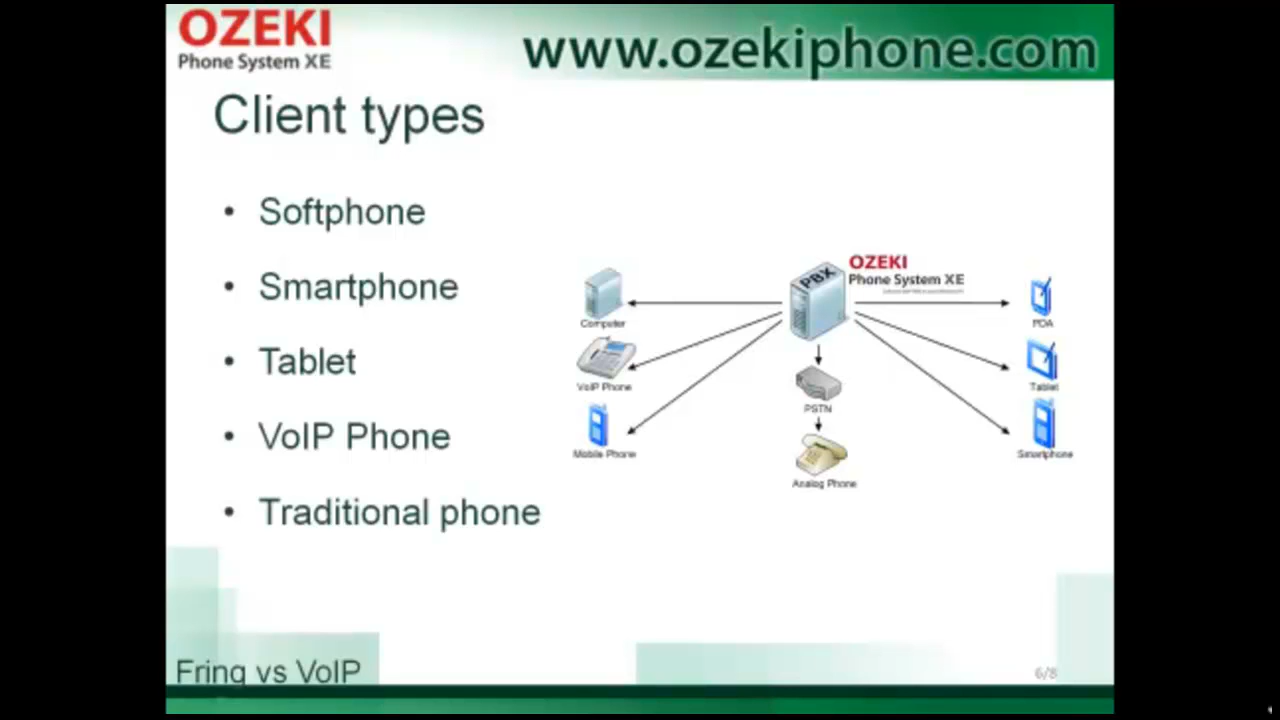 OZEKI
Phone System XE
www.ozekiphone.com
Client types
• Softphone
• Smartphone
• Tablet
• VoIP Phone
• Traditional phone
PBX
OZEKI
Phone System XE
Computer
VoIP Phone
Mobile Phone
PSTN
Analog Phone
PDA
Tablet
Smartphone
Fring vs VoIP
6/8